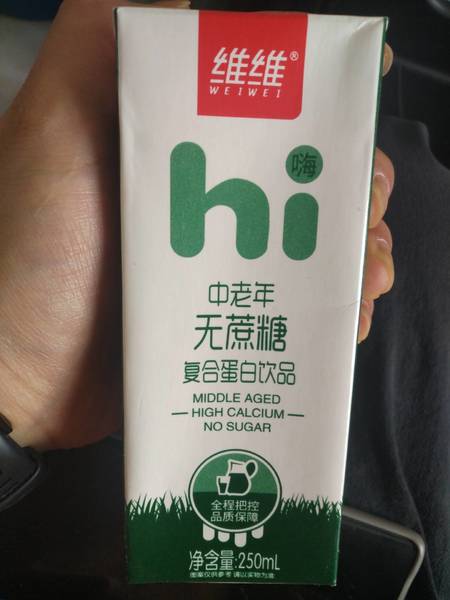 维维®
WEIWEI
嗨
hi
中老年
无蔗糖
复合蛋白饮品
MIDDLE AGED
HIGH CALCIUM
NO SUGAR
全程把控
品质保障
净含量:250mL
图案仅供参考 请以实物为准